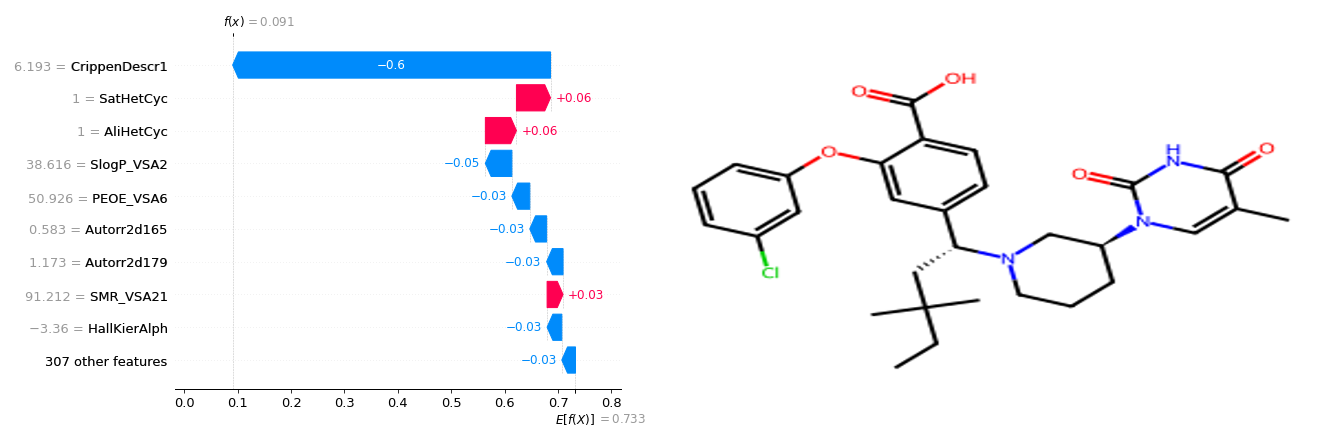 f(x) = 0.091
6.193 = CrippenDescr1
−0.6
1 = SatHetCyc
+0.06
1 = AliHetCyc
+0.06
38.616 = SlogP_VSA2
−0.05
50.926 = PEOE_VSA6
−0.03
0.583 = Autorr2d165
−0.03
1.173 = Autorr2d179
−0.03
91.212 = SMR_VSA21
+0.03
−3.36 = HallKierAlph
−0.03
307 other features
−0.03
0.0 0.1 0.2 0.3 0.4 0.5 0.6 0.7 0.8
E[f(X)] = 0.733
O OH
O
Cl
N
O
H
N
O
N